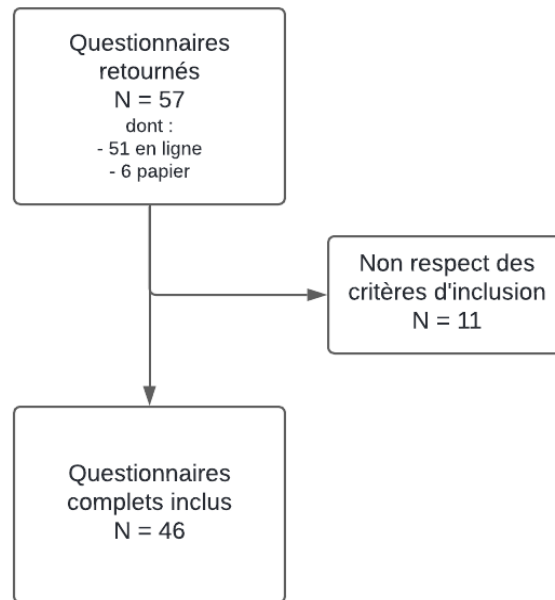 Questionnaires
retournés
N = 57
dont :
- 51 en ligne
- 6 papier
Non respect des
critères d'inclusion
N = 11
Questionnaires
complets inclus
N = 46